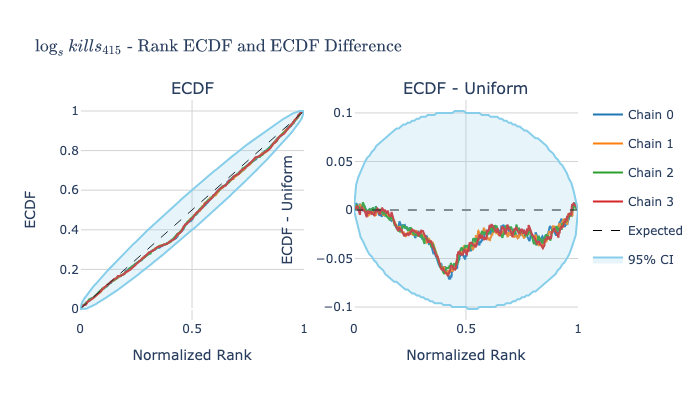 log_s kills_415 - Rank ECDF and ECDF Difference
ECDF
ECDF - Uniform
ECDF
1
0.8
0.6
0.4
0.2
0
0
0.5
1
Normalized Rank
ECDF - Uniform
0.1
0.05
0
−0.05
−0.1
0
0.5
1
Normalized Rank
Chain 0
Chain 1
Chain 2
Chain 3
Expected
95% CI